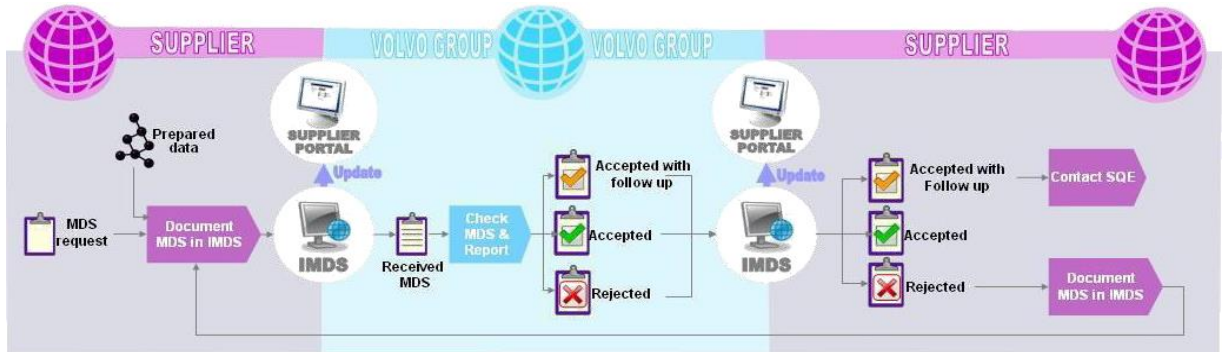 SUPPLIER
VOLVO GROUP
VOLVO GROUP
SUPPLIER
Prepared
data
MDS
request
Document
MDS in IMDS
SUPPLIER
PORTAL
Update
IMDS
Received
MDS
Check
MDS &
Report
Accepted with
follow up
Accepted
Rejected
SUPPLIER
PORTAL
Update
IMDS
Accepted with
Follow up
Accepted
Rejected
Contact SQE
Document
MDS in IMDS